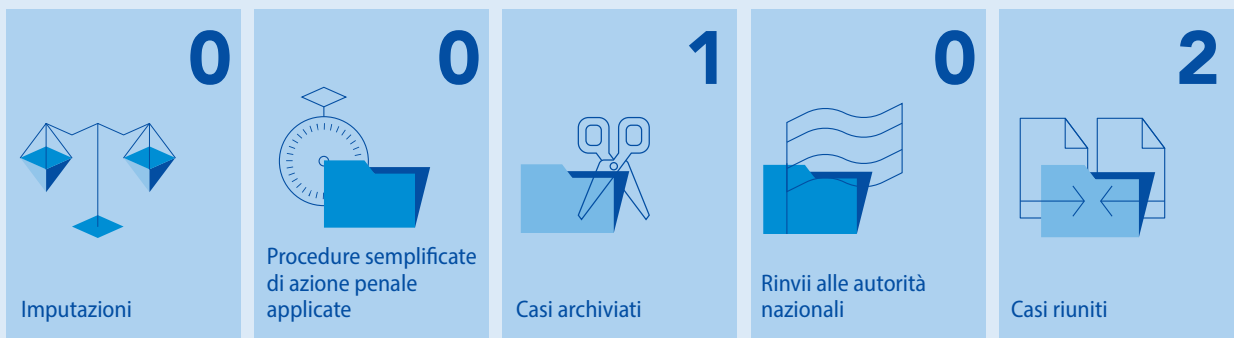 0
Imputazioni
0
Procedure semplificate
di azione penale
applicate
1
Casi archiviati
0
Rinvii alle autorità
nazionali
2
Casi riuniti